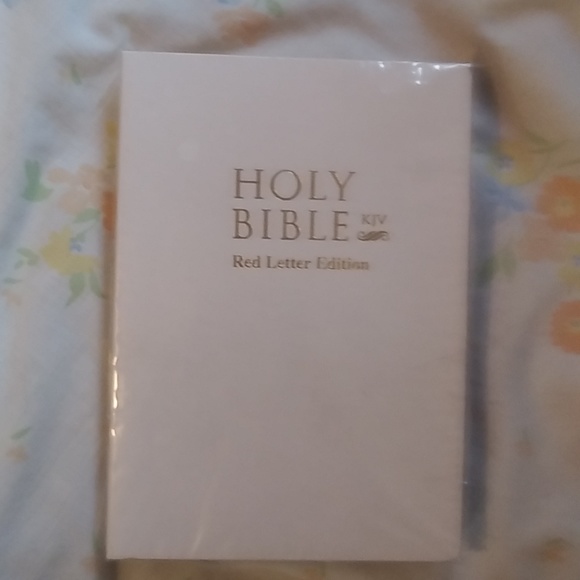 HOLY
BIBLE KJV
Red Letter Edition